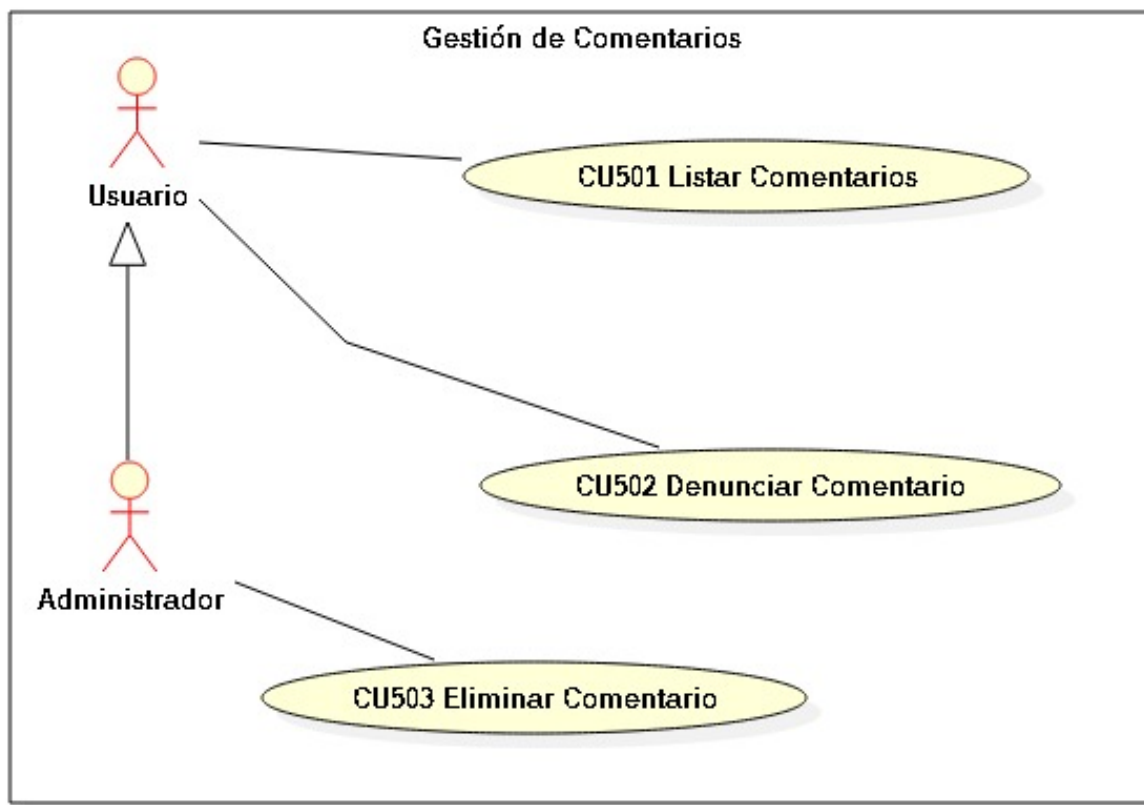 Gestión de Comentarios
CU501 Listar Comentarios
Usuario
CU502 Denunciar Comentario
Administrador
CU503 Eliminar Comentario